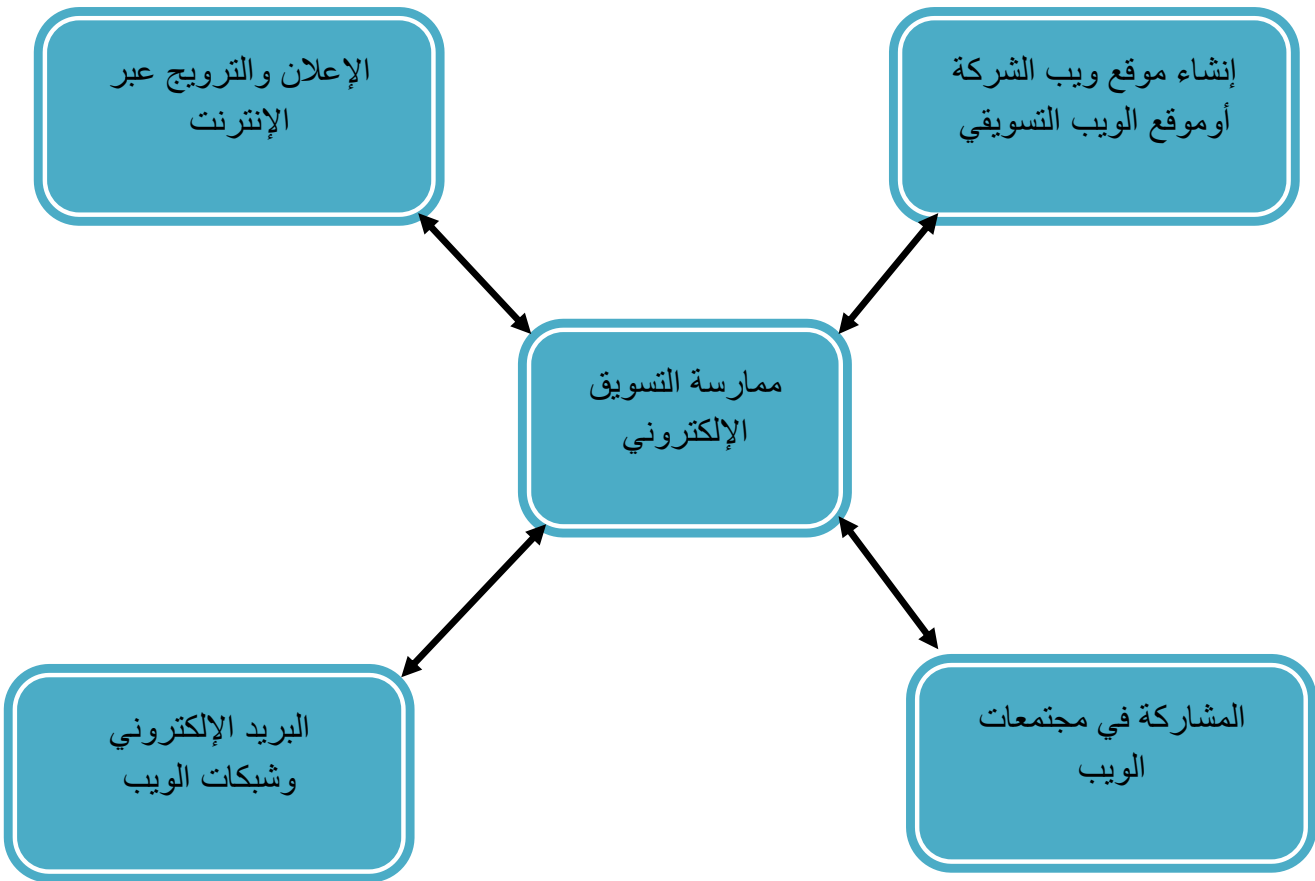 إنشاء موقع ويب الشركة
أوموقع الويب التسويقي
الإعلان والترويج عبر
الإنترنت
ممارسة التسويق
الإلكتروني
المشاركة في مجتمعات
الويب
البريد الإلكتروني
وشبكات الويب